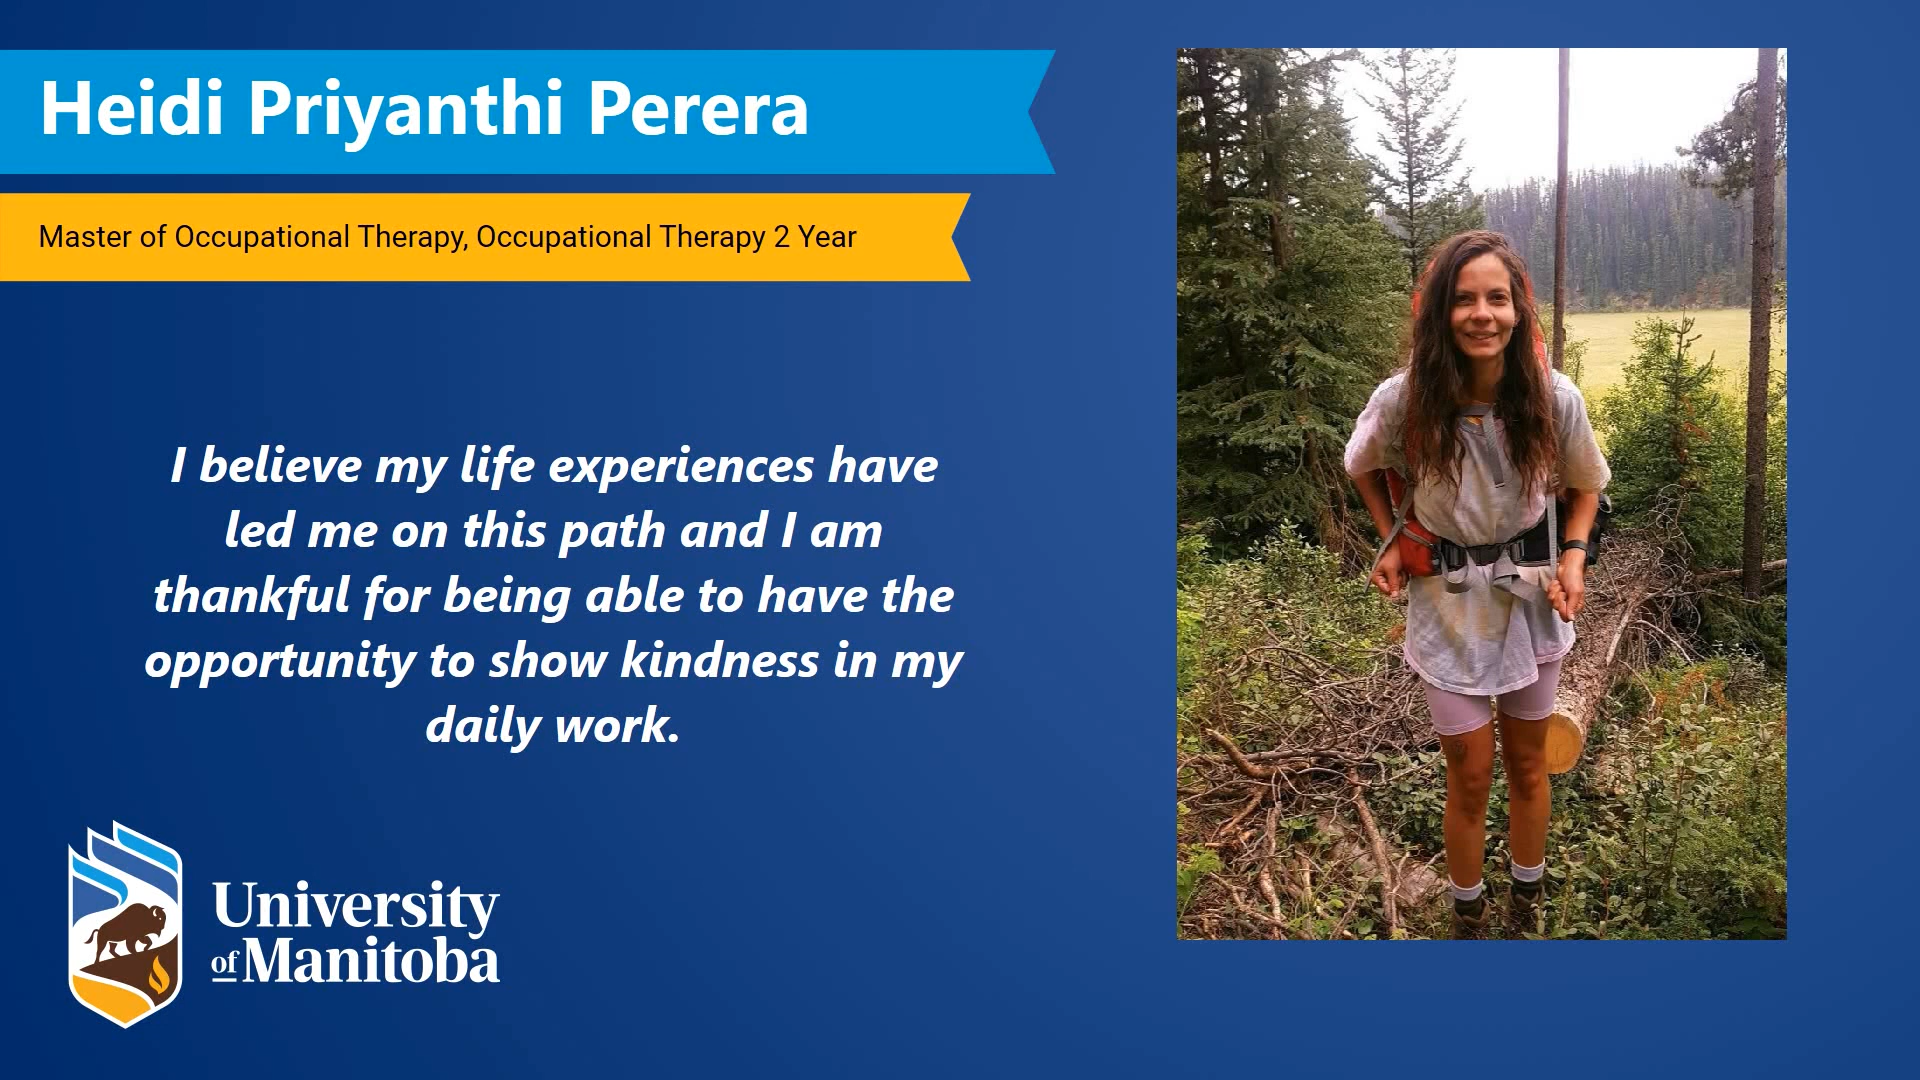 Heidi Priyanthi Perera
Master of Occupational Therapy, Occupational Therapy 2 Year
I believe my life experiences have
led me on this path and I am
thankful for being able to have the
opportunity to show kindness in my
daily work.
University
of Manitoba